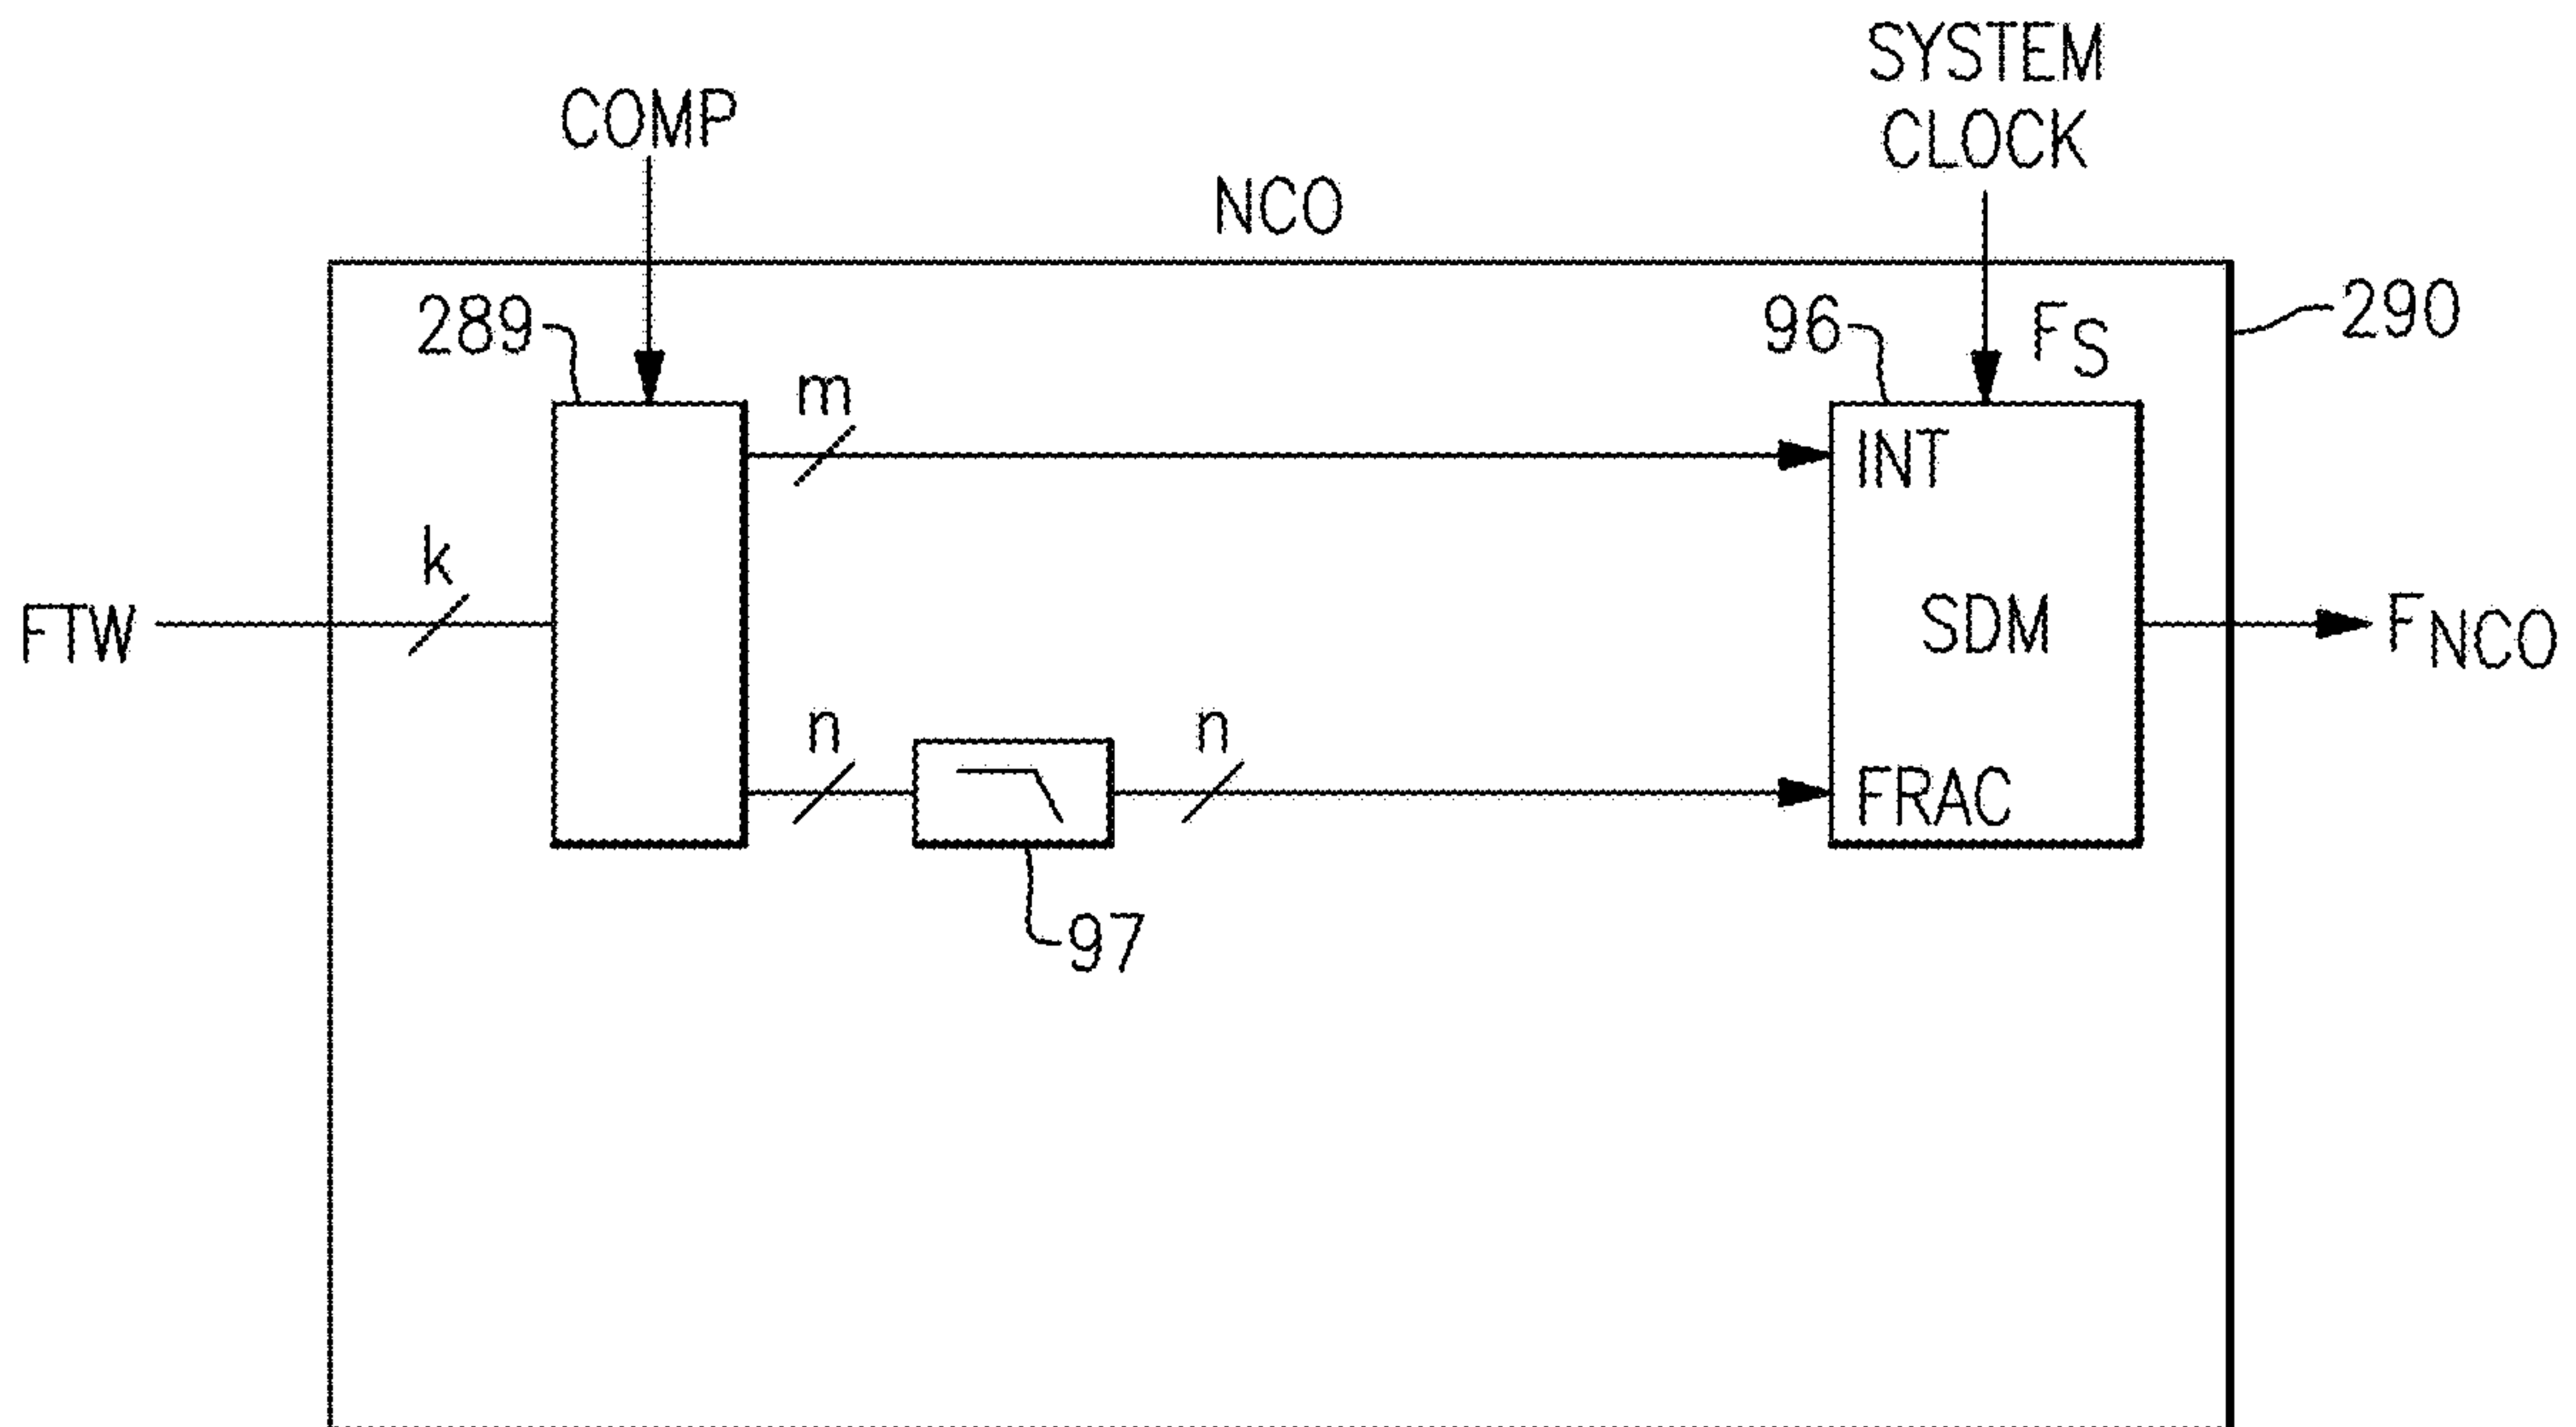 SYSTEM
CLOCK
COMP
NCO
289
96
FS
290
m
INT
k
FTW
SDM
FNCO
n
n
FRAC
97